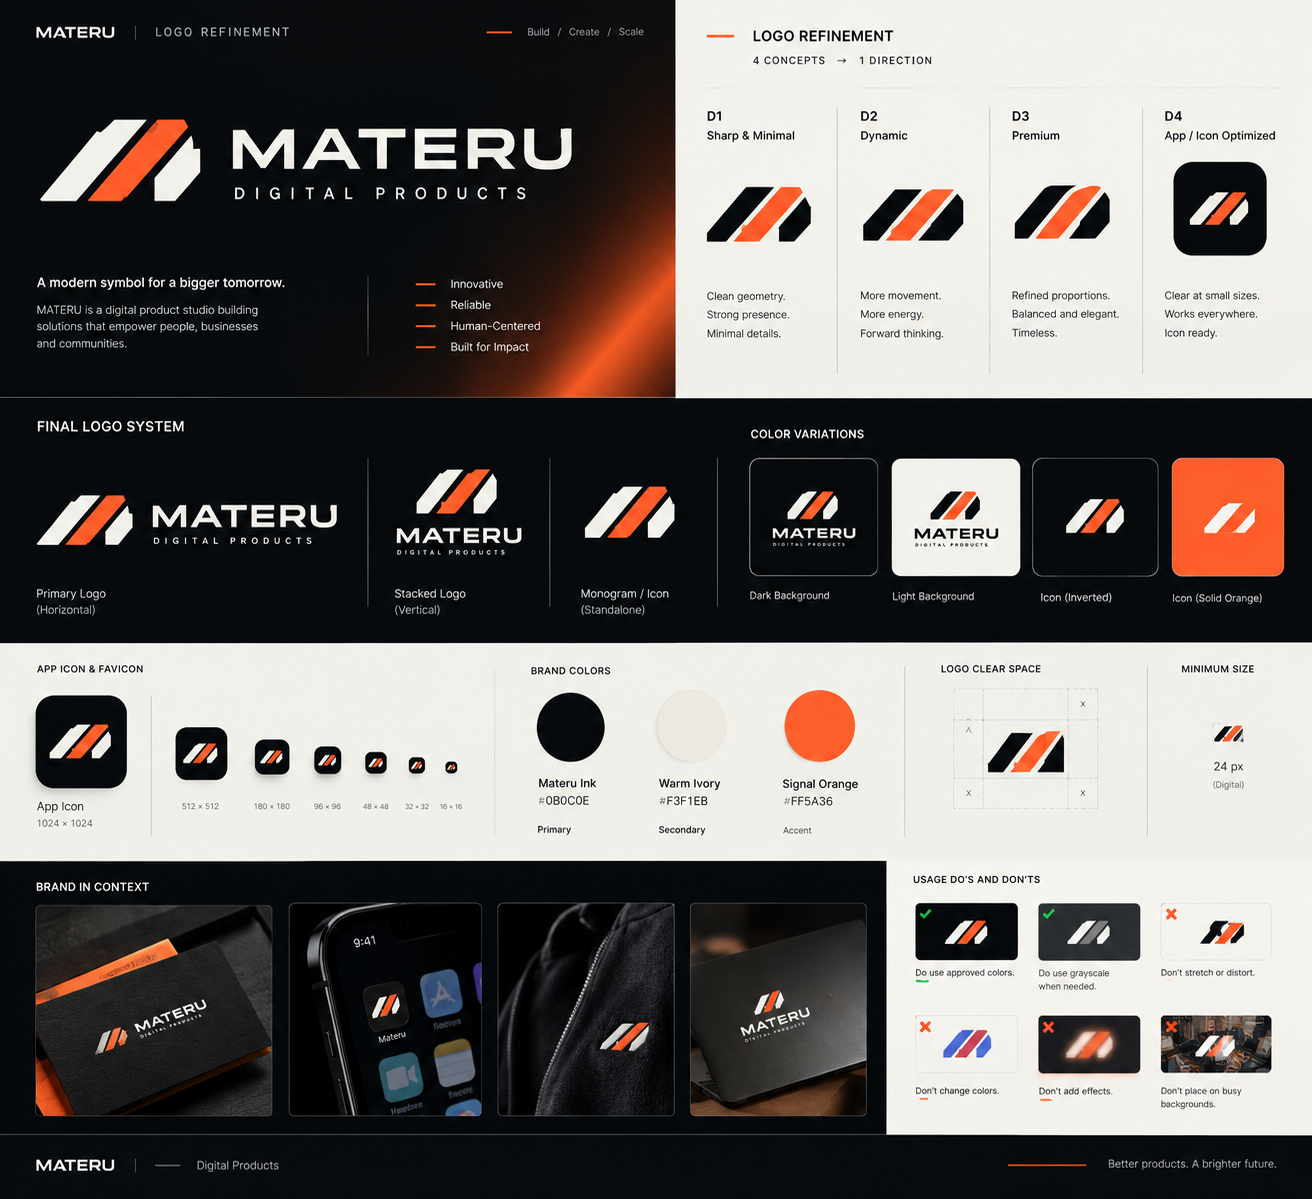 MATERU
LOGO REFINEMENT
Build / Create / Scale
MATERU
DIGITAL PRODUCTS
A modern symbol for a bigger tomorrow.
MATERU is a digital product studio building
solutions that empower people, businesses
and communities.
Innovative
Reliable
Human-Centered
Built for Impact
LOGO REFINEMENT
4 CONCEPTS → 1 DIRECTION
D1
Sharp & Minimal
Clean geometry.
Strong presence.
Minimal details.
D2
Dynamic
More movement.
More energy.
Forward thinking.
D3
Premium
Refined proportions.
Balanced and elegant.
Timeless.
D4
App / Icon Optimized
Clear at small sizes.
Works everywhere.
Icon ready.
FINAL LOGO SYSTEM
MATERU
DIGITAL PRODUCTS
Primary Logo
(Horizontal)
MATERU
DIGITAL PRODUCTS
Stacked Logo
(Vertical)
Monogram / Icon
(Standalone)
COLOR VARIATIONS
MATERU
DIGITAL PRODUCTS
Dark Background
MATERU
DIGITAL PRODUCTS
Light Background
Icon (Inverted)
Icon (Solid Orange)
APP ICON & FAVICON
App Icon
1024 × 1024
512 × 512
180 × 180
96 × 96
48 × 48
32 × 32
16 × 16
BRAND COLORS
Materu Ink
#0B0C0E
Primary
Warm Ivory
#F3F1EB
Secondary
Signal Orange
#FF5A36
Accent
LOGO CLEAR SPACE
X
X
X
MINIMUM SIZE
24 px
(Digital)
BRAND IN CONTEXT
MATERU
DIGITAL PRODUCTS
9:41
Materu
MATERU
DIGITAL PRODUCTS
USAGE DO'S AND DON'TS
Do use approved colors.
Do use grayscale
when needed.
Don't stretch or distort.
Don't change colors.
Don't add effects.
Don't place on busy
backgrounds.
MATERU
Digital Products
Better products. A brighter future.